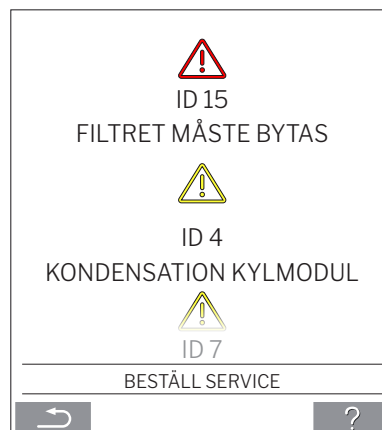 ID 15
FILTRET MÅSTE BYTAS
ID 4
KONDENSATION KYLMODUL
ID 7
BESTÄLL SERVICE
?